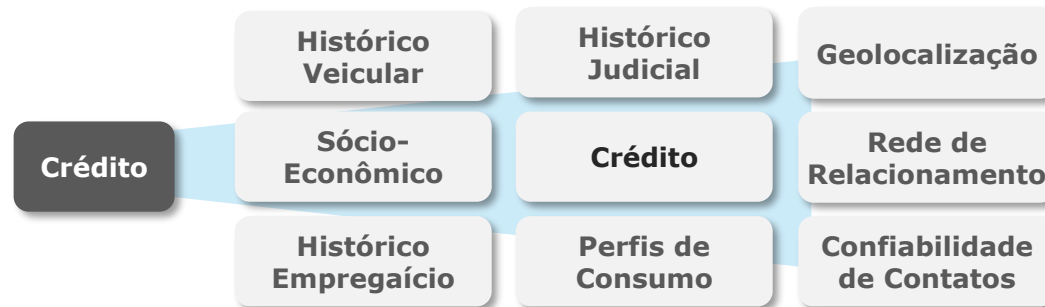 Crédito
Histórico
Veicular
Histórico
Judicial
Geolocalização
Sócio-
Econômico
Crédito
Rede de
Relacionamento
Histórico
Empregaício
Perfis de
Consumo
Confiabilidade
de Contatos